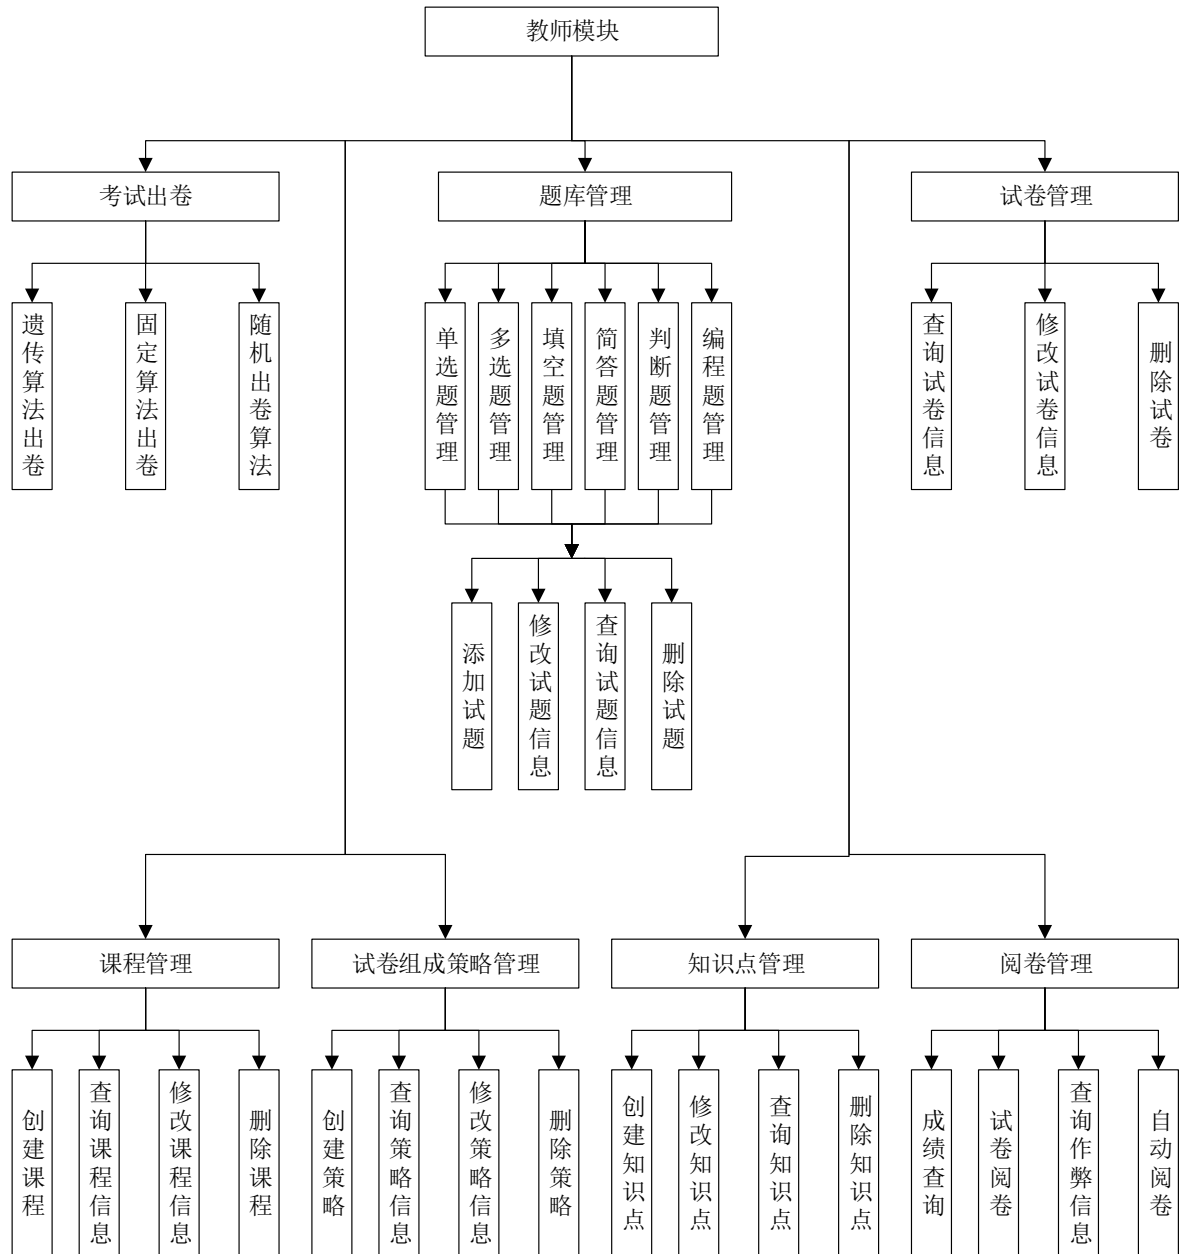 教师模块
考试出卷
题库管理
试卷管理
遗传算法出卷
固定算法出卷
随机出卷算法
单选题管理
多选题管理
填空题管理
简答题管理
判断题管理
编程题管理
查询试卷信息
修改试卷信息
删除试卷
添加试题
修改试题信息
查询试题信息
删除试题
课程管理
试卷组成策略管理
知识点管理
阅卷管理
创建课程
查询课程信息
修改课程信息
删除课程
创建策略
查询策略信息
修改策略信息
删除策略
创建知识点
修改知识点
查询知识点
删除知识点
成绩查询
试卷阅卷
查询作弊信息
自动阅卷